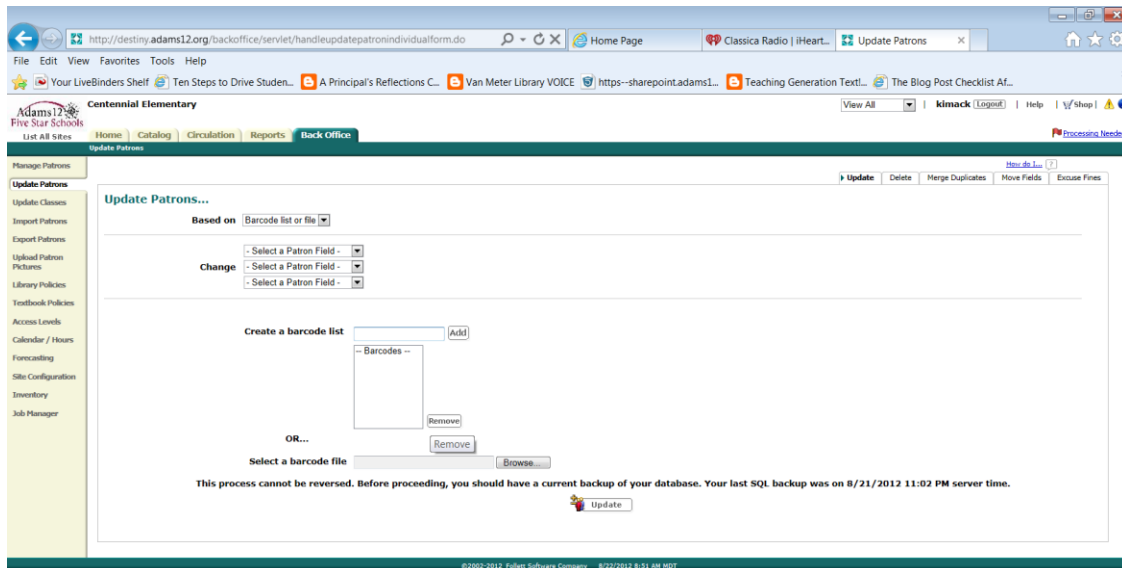 http://destiny.adams12.org/backoffice/servlet/handleupdatepatronindividualform.do
Home Page
Classica Radio | iHeart...
Update Patrons
File Edit View Favorites Tools Help
Your LiveBinders Shelf
Ten Steps to Drive Studen...
A Principal's Reflections C...
Van Meter Library VOICE
https--sharepoint.adams1...
Teaching Generation Text!...
The Blog Post Checklist Af...
Adams12
Five Star Schools
List All Sites
Centennial Elementary
View All | kimack Logout | Help | Shop |
Home Catalog Circulation Reports Back Office
Processing Neede
Update Patrons
Manage Patrons
Update Patrons
Update Classes
Import Patrons
Export Patrons
Upload Patron
Pictures
Library Policies
Textbook Policies
Access Levels
Calendar / Hours
Forecasting
Site Configuration
Inventory
Job Manager
How do I... ?
Update Delete Merge Duplicates Move Fields Excuse Fines
Update Patrons...
Based on Barcode list or file
Change
- Select a Patron Field -
- Select a Patron Field -
- Select a Patron Field -
Create a barcode list Add
-- Barcodes --
Remove
OR...
Remove
Select a barcode file Browse...
This process cannot be reversed. Before proceeding, you should have a current backup of your database. Your last SQL backup was on 8/21/2012 11:02 PM server time.
Update
©2002-2012 Follett Software Company 8/22/2012 8:51 AM MDT